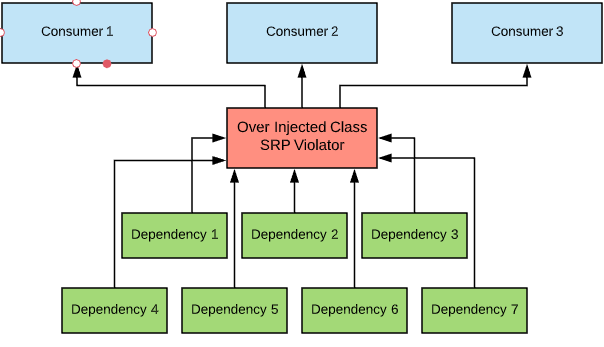 Consumer 1
Consumer 2
Consumer 3
Over Injected Class
SRP Violator
Dependency 1
Dependency 2
Dependency 3
Dependency 4
Dependency 5
Dependency 6
Dependency 7